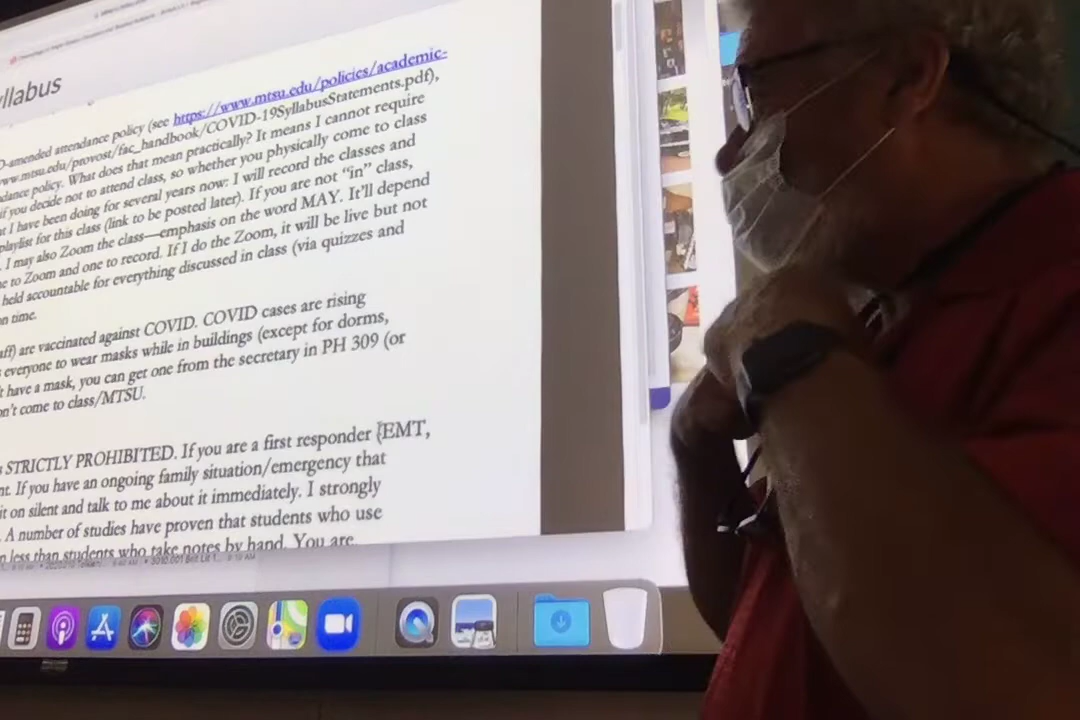 yllabus
D-amended attendance policy (see https://www.mtsu.edu/policies/academic-
ww.mtsu.edu/provost/fac_handbook/COVID-19SyllabusStatements.pdf),
dance policy. What does that mean practically? It means I cannot require
if you decide not to attend class, so whether you physically come to class
t I have been doing for several years now: I will record the classes and
playlist for this class (link to be posted later). If you are not “in” class,
. I may also Zoom the class—emphasis on the word MAY. It’ll depend
ne to Zoom and one to record. If I do the Zoom, it will be live but not
held accountable for everything discussed in class (via quizzes and
on time.
aff) are vaccinated against COVID. COVID cases are rising
s everyone to wear masks while in buildings (except for dorms,
t have a mask, you can get one from the secretary in PH 309 (or
on’t come to class/MTSU.
s STRICTLY PROHIBITED. If you are a first responder (EMT,
nt. If you have an ongoing family situation/emergency that
it on silent and talk to me about it immediately. I strongly
. A number of studies have proven that students who use
n less than students who take notes by hand. You are